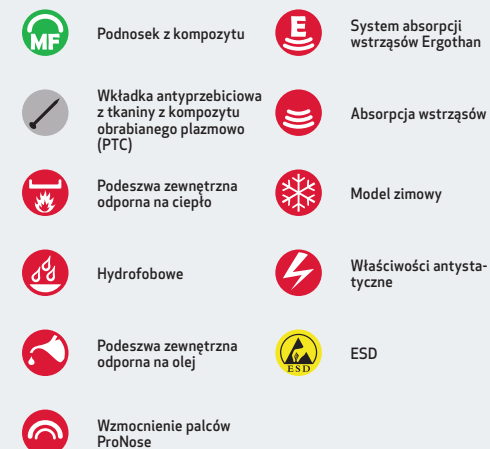 MF
Podnosek z kompozytu
Wkładka antyprzebiciowa
z tkaniny z kompozytu
obrabianego plazmowo
(PTC)
Podeszwa zewnętrzna
odporna na ciepło
Hydrofobowe
Podeszwa zewnętrzna
odporna na olej
Wzmocnienie palców
ProNose
E
System absorpcji
wstrząsów Ergothan
Absorpcja wstrząsów
Model zimowy
Właściwości antysta-
tyczne
ESD
ESD